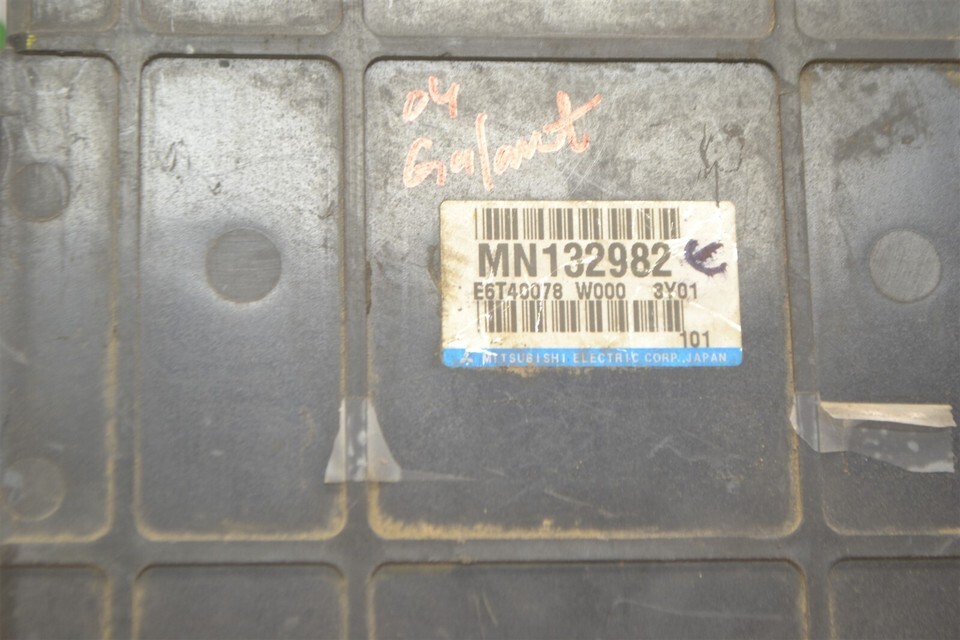 04
Galant
MN132982
E6T40078 W000 3Y01
101
MITSUBISHI ELECTRIC CORP.,JAPAN